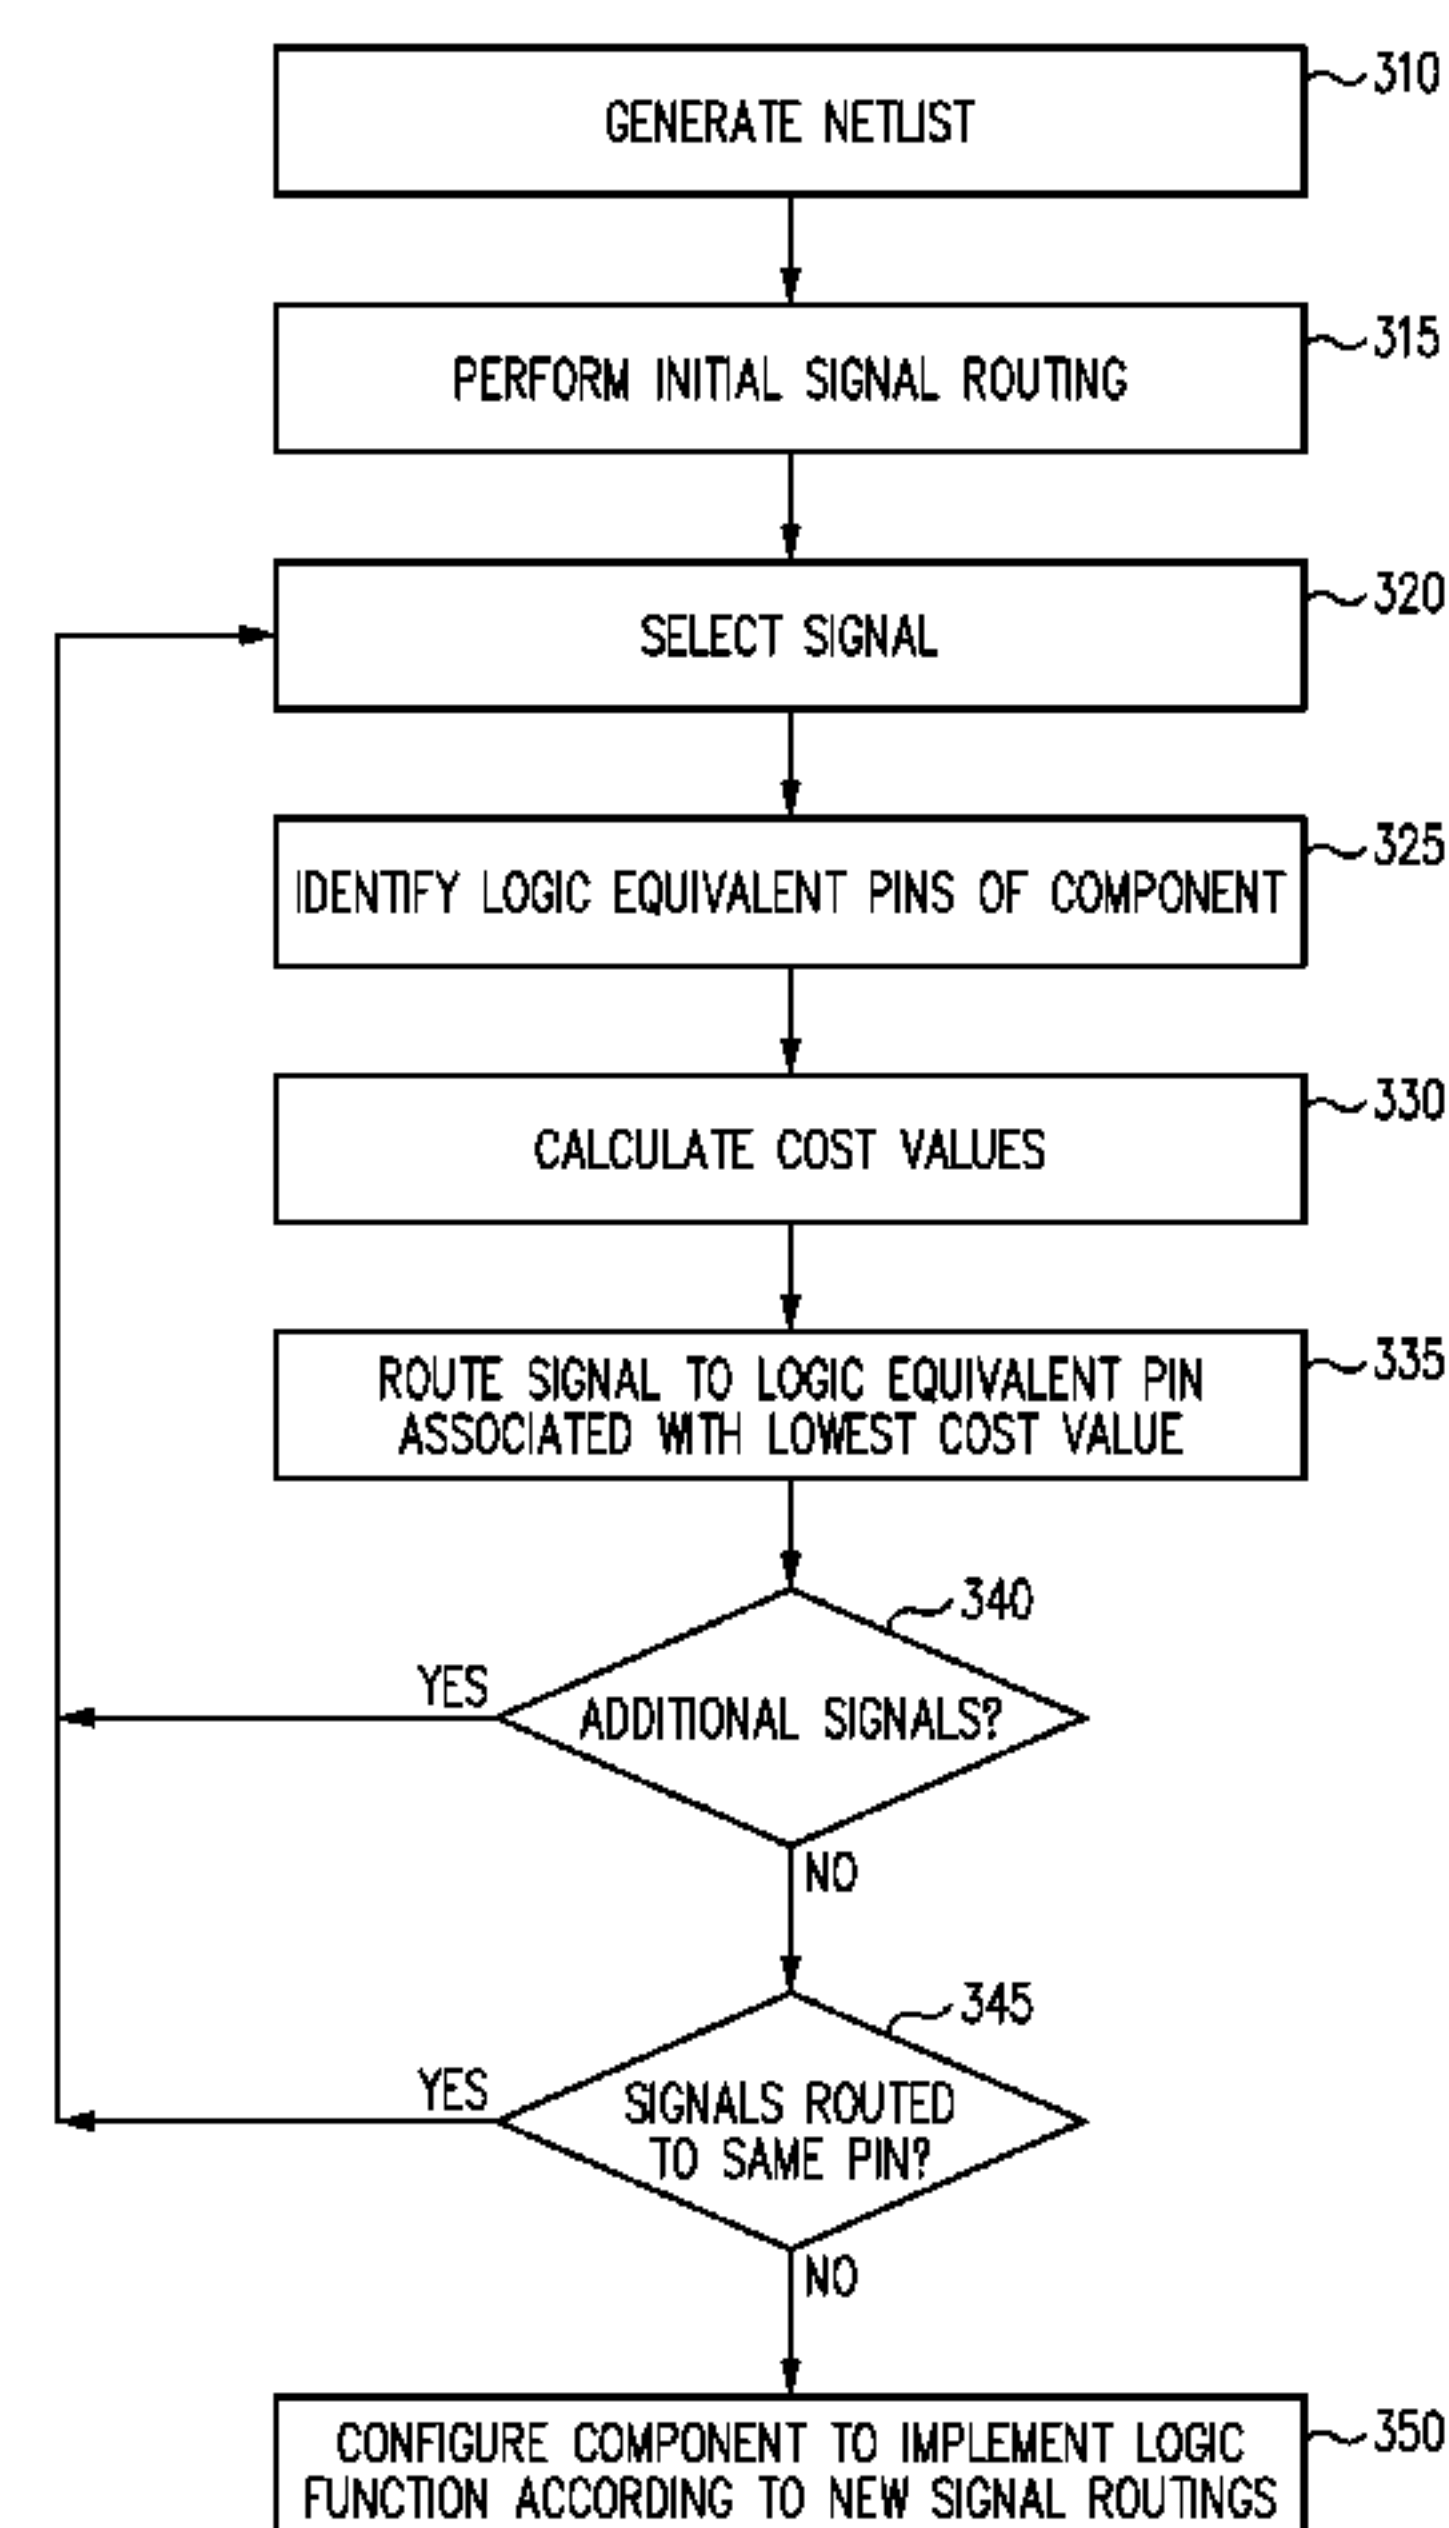 GENERATE NETLIST
310
PERFORM INITIAL SIGNAL ROUTING
315
SELECT SIGNAL
320
IDENTIFY LOGIC EQUIVALENT PINS OF COMPONENT
325
CALCULATE COST VALUES
330
ROUTE SIGNAL TO LOGIC EQUIVALENT PIN
ASSOCIATED WITH LOWEST COST VALUE
335
340
YES
ADDITIONAL SIGNALS?
NO
345
YES
SIGNALS ROUTED
TO SAME PIN?
NO
CONFIGURE COMPONENT TO IMPLEMENT LOGIC
FUNCTION ACCORDING TO NEW SIGNAL ROUTINGS
350